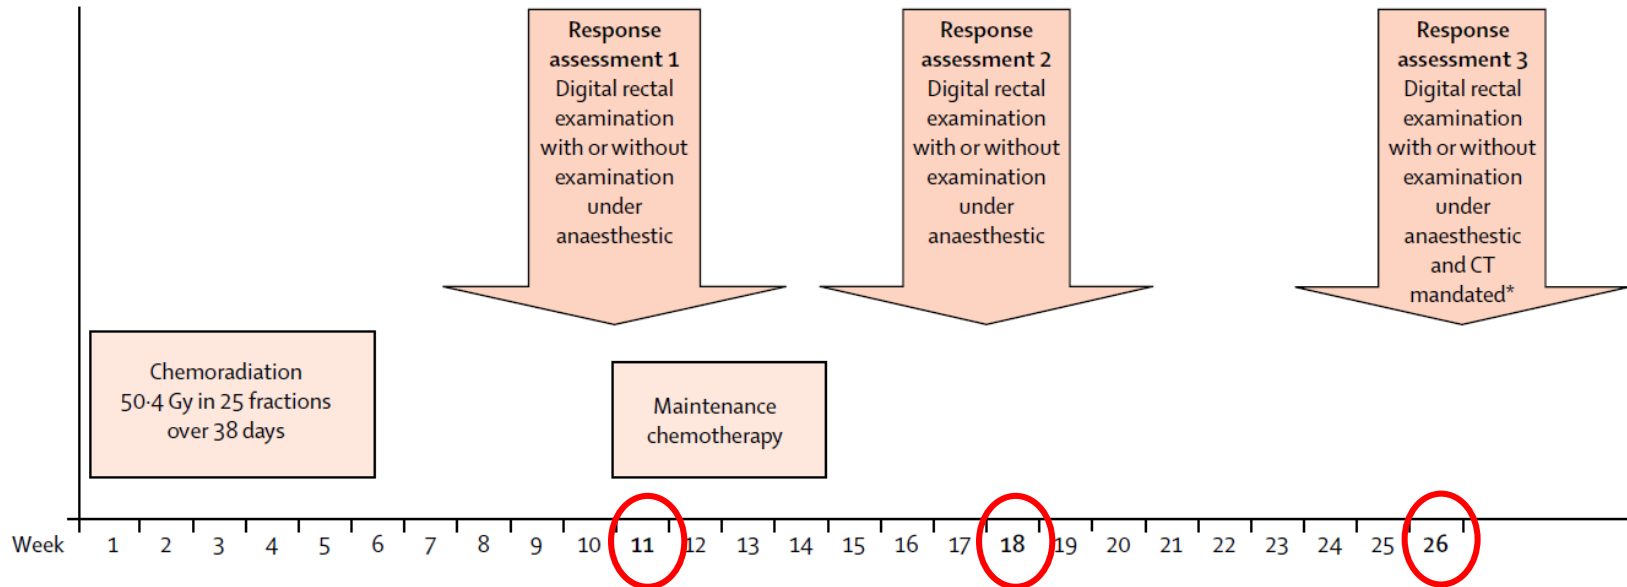 Response
assessment 1
Digital rectal
examination
with or without
examination
under
anaesthestic
Response
assessment 2
Digital rectal
examination
with or without
examination
under
anaesthestic
Response
assessment 3
Digital rectal
examination
with or without
examination
under
anaesthestic
and CT
mandated*
Chemoradiation
50·4 Gy in 25 fractions
over 38 days
Maintenance
chemotherapy
Week 1 2 3 4 5 6 7 8 9 10 11 12 13 14 15 16 17 18 19 20 21 22 23 24 25 26